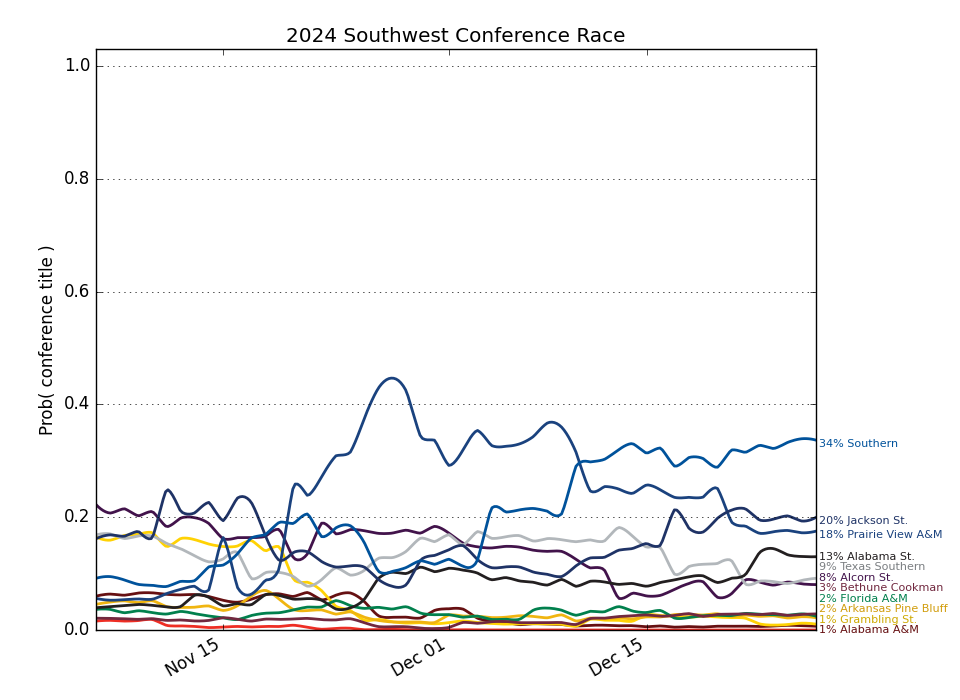 2024 Southwest Conference Race
Prob( conference title )
1.0
0.8
0.6
0.4
0.2
0.0
Nov 15
Dec 01
Dec 15
34% Southern
20% Jackson St.
18% Prairie View A&M
13% Alabama St.
9% Texas Southern
8% Alcorn St.
3% Bethune Cookman
2% Florida A&M
2% Arkansas Pine Bluff
1% Grambling St.
1% Alabama A&M